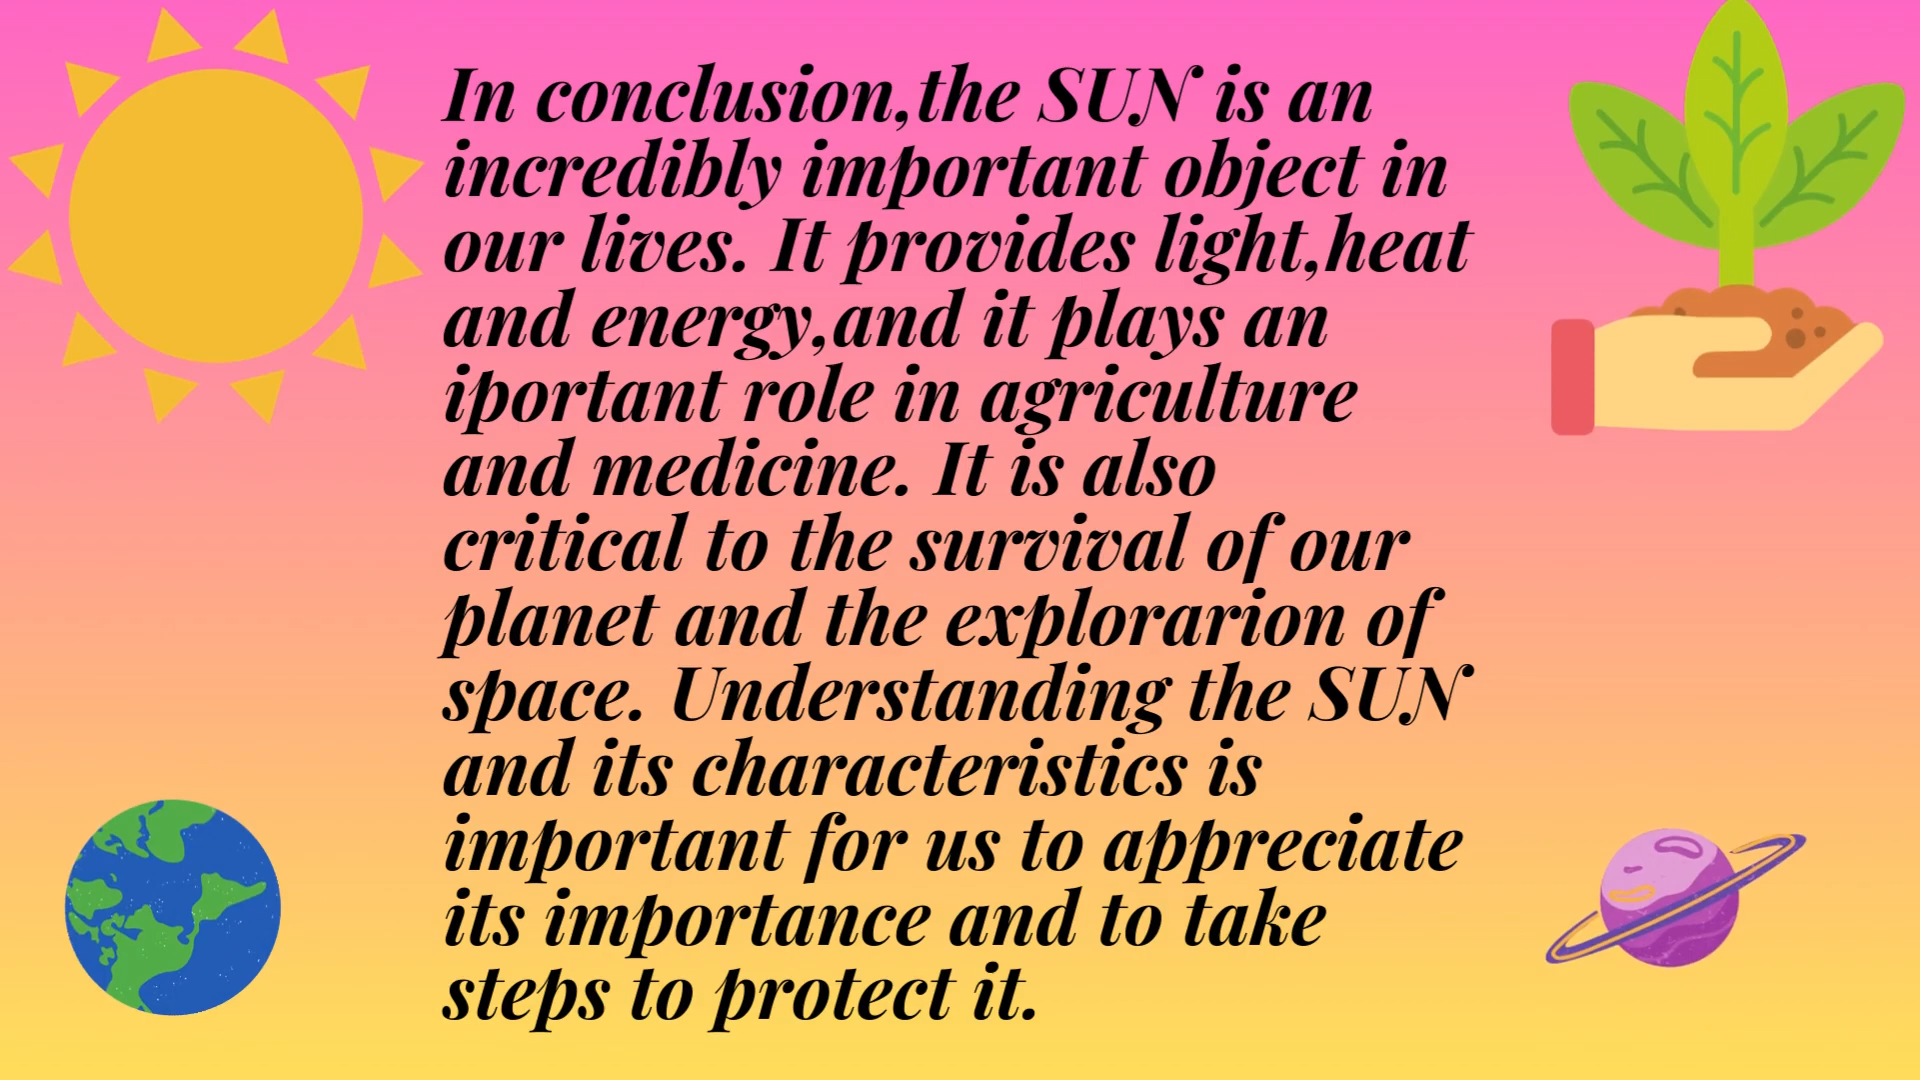 In conclusion,the SUN is an
incredibly important object in
our lives. It provides light,heat
and energy,and it plays an
iportant role in agriculture
and medicine. It is also
critical to the survival of our
planet and the explorarion of
space. Understanding the SUN
and its characteristics is
important for us to appreciate
its importance and to take
steps to protect it.